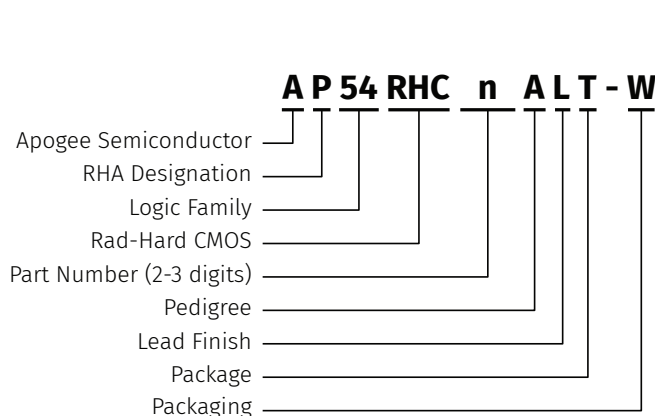 A P 54 RHC n A L T - W
Apogee Semiconductor
RHA Designation
Logic Family
Rad-Hard CMOS
Part Number (2-3 digits)
Pedigree
Lead Finish
Package
Packaging